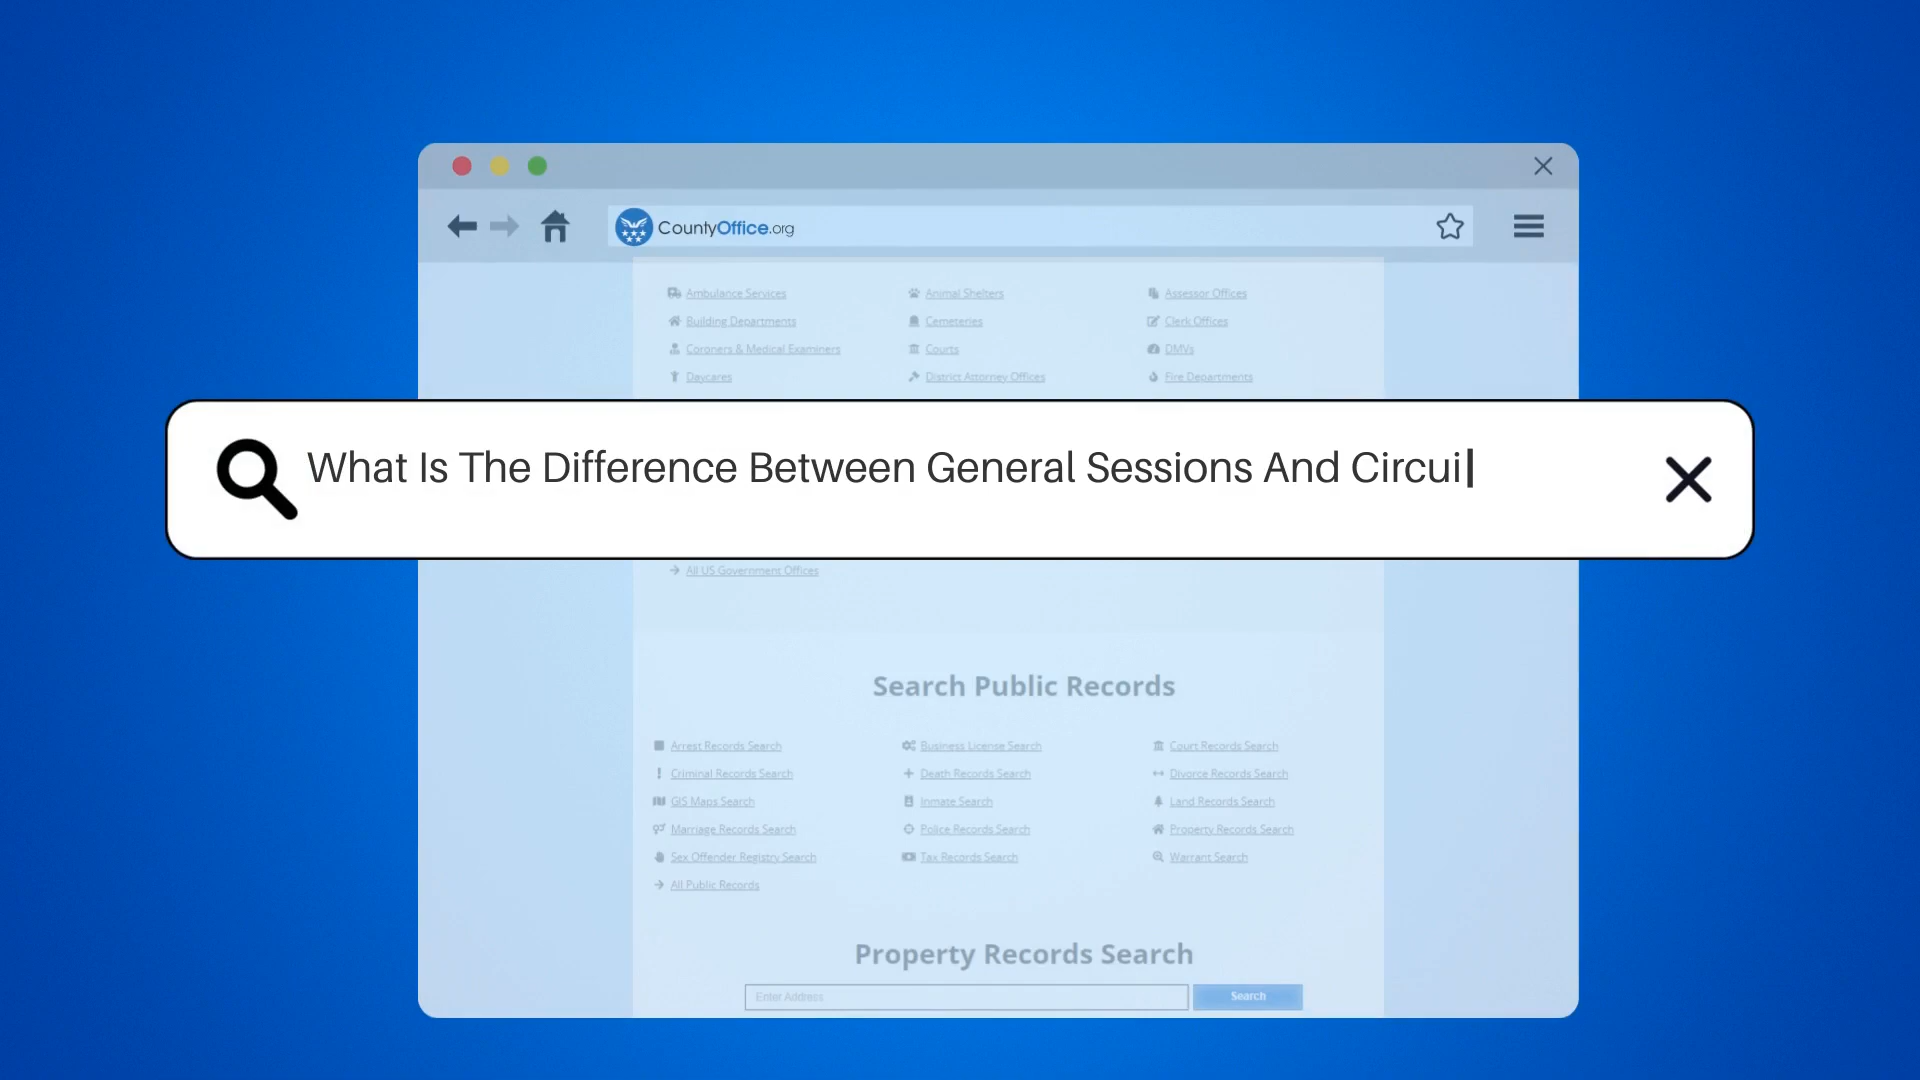 CountyOffice.org
Ambulance Services Animal Shelters Assessor Offices
Building Departments Cemeteries Clerk Offices
Coroners & Medical Examiners Courts DMVs
Daycares District Attorney Offices Fire Departments
What Is The Difference Between General Sessions And Circui
All US Government Offices
Search Public Records
Arrest Records Search Business License Search Court Records Search
Criminal Records Search Death Records Search Divorce Records Search
GIS Maps Search Inmate Search Land Records Search
Marriage Records Search Police Records Search Property Records Search
Sex Offender Registry Search Tax Records Search Warrant Search
All Public Records
Property Records Search
Enter Address Search